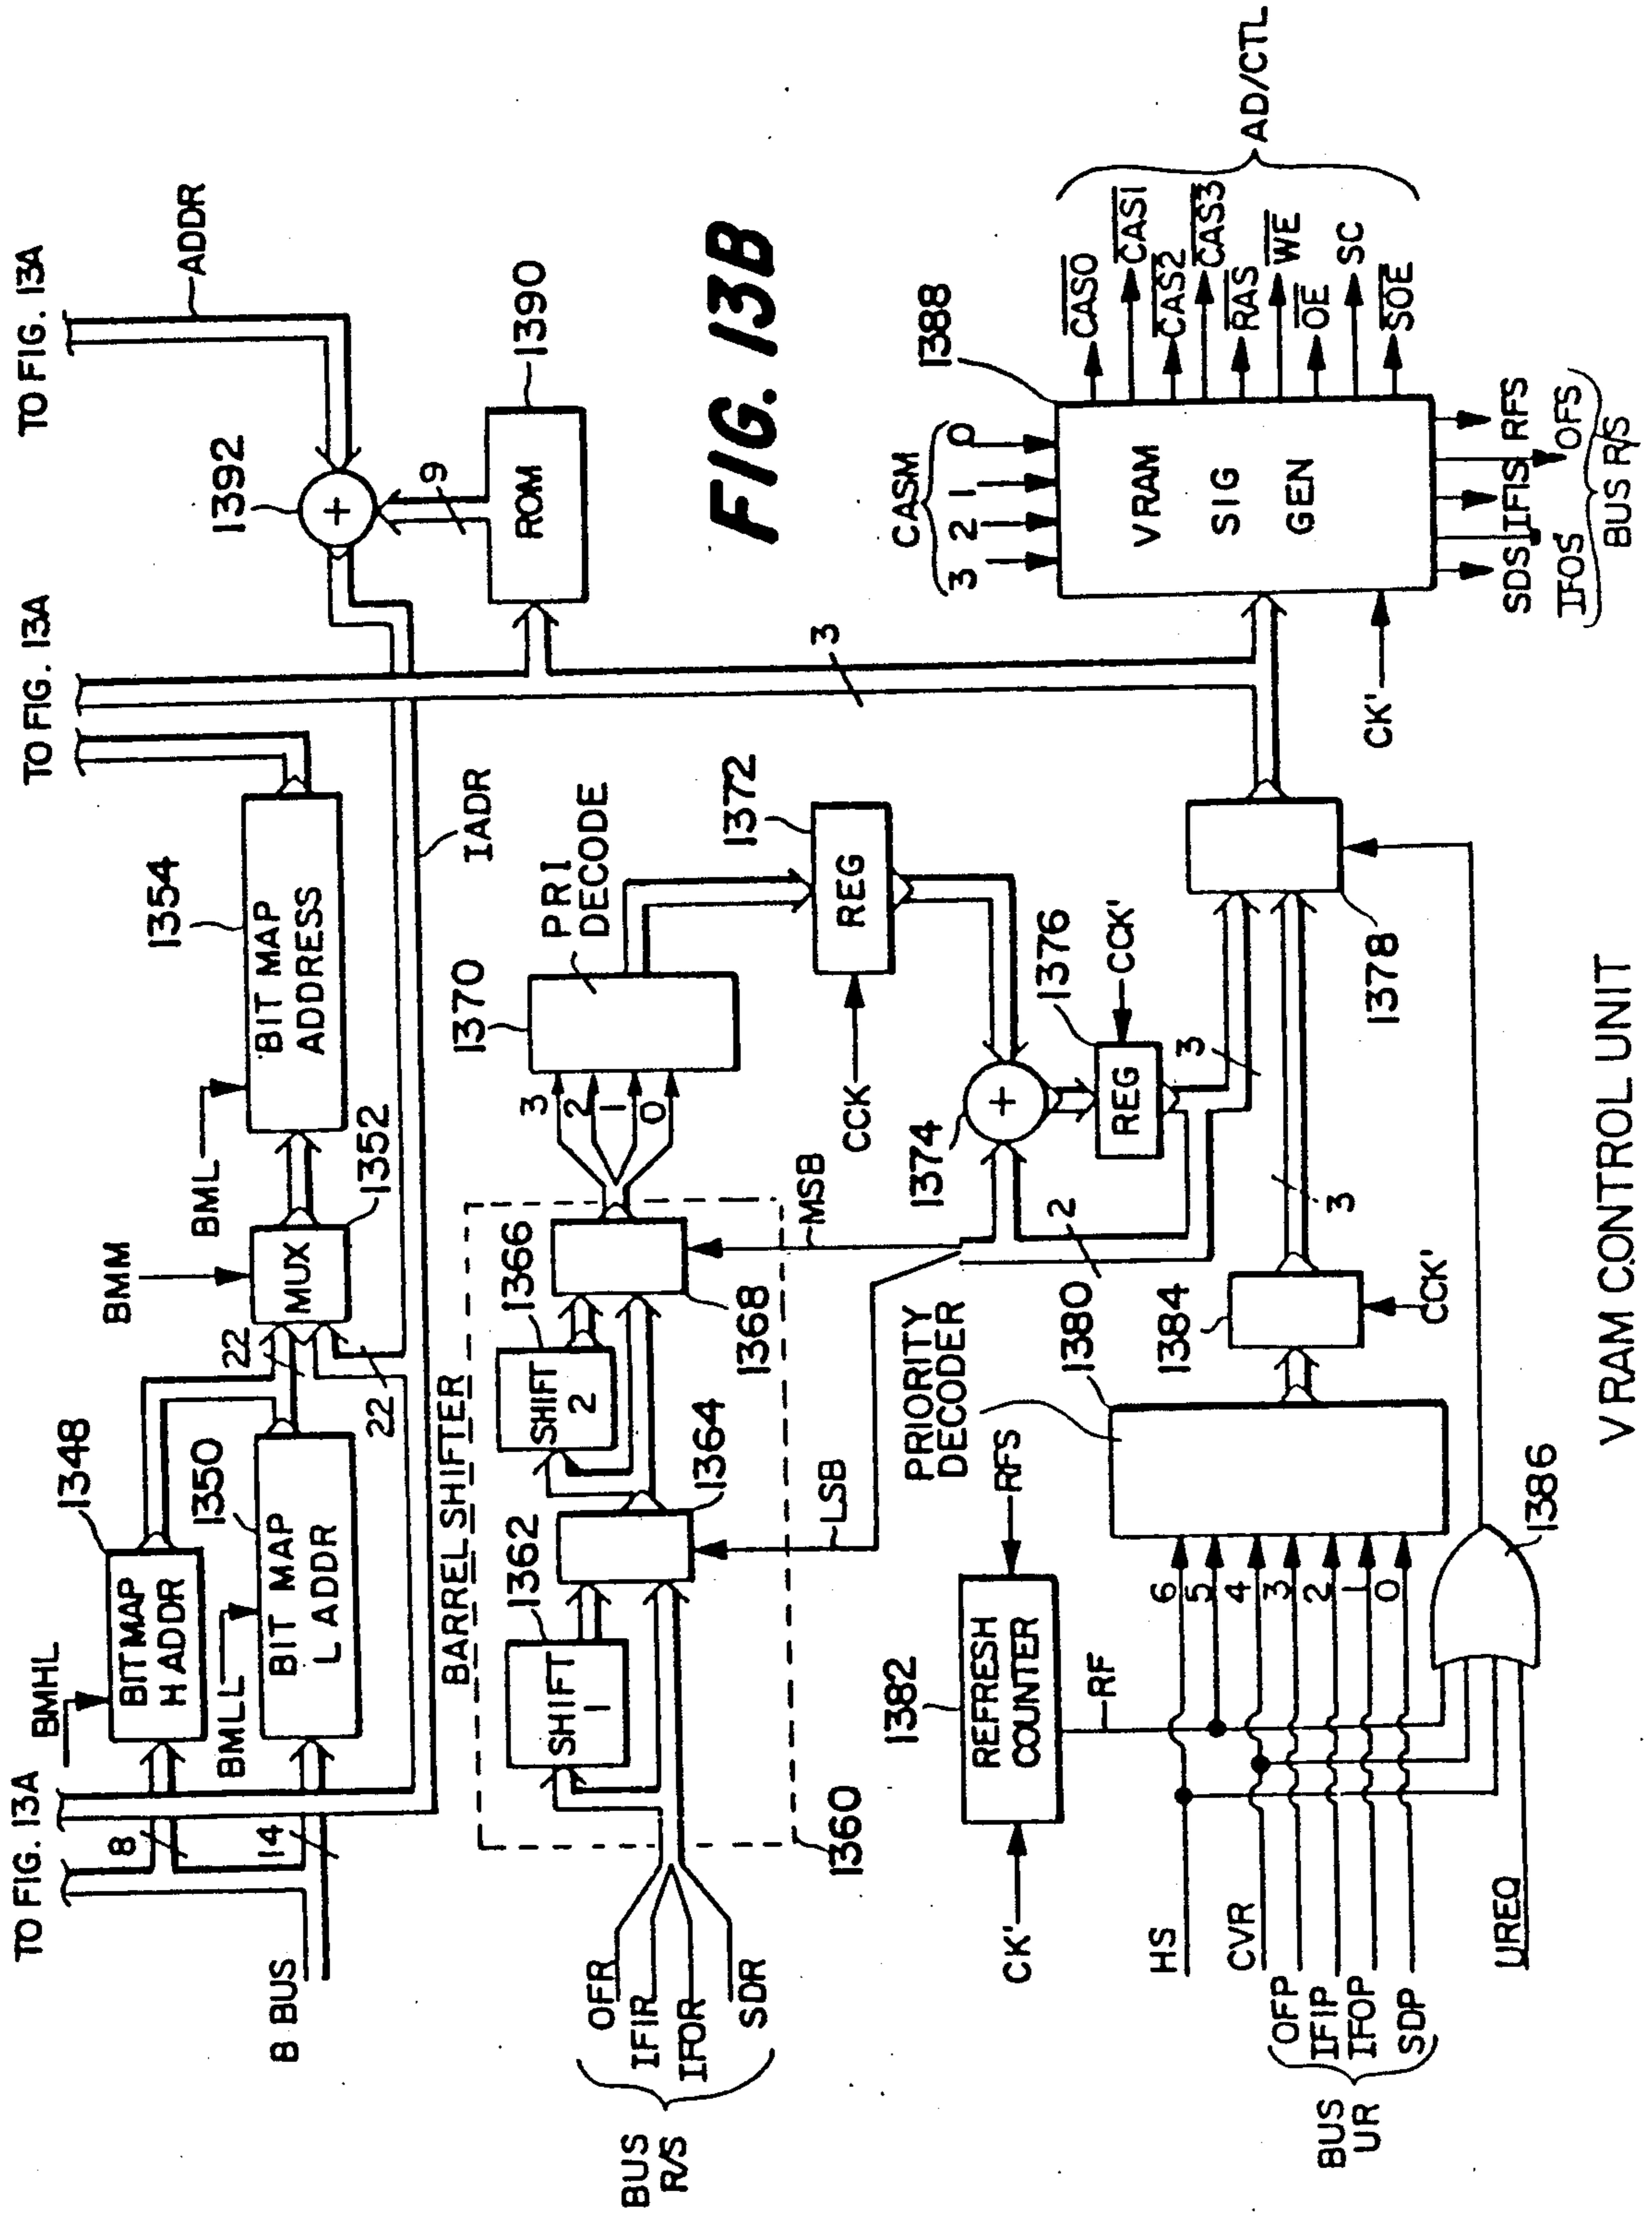 TO FIG. 13A
TO FIG. 13A
TO FIG. 13A
ADDR
B BUS
8
14
BMHL
1348
BITMAP
H ADDR
BMLL
1350
BIT MAP
L ADDR
22
22
BMM
MUX
1352
BML
1354
BIT MAP
ADDRESS
IADR
1392
+
9
ROM
1390
FIG. 13B
BUS
R/S
OFR
IFIR
IFOR
SDR
1360
BARREL SHIFTER
SHIFT
1
1362
1364
SHIFT
2
1366
1368
LSB
MSB
3
2
1
0
1370
PRI
DECODE
REG
1372
CCK
1374
+
REG
1376
CCK'
2
3
3
3
1378
CK'
1382
REFRESH
COUNTER
RFS
RF
PRIORITY
DECODER
1380
1384
CCK'
HS
CVR
OFP
IFIP
IFOP
SDP
BUS
UR
UREQ
6
5
4
3
2
1
0
1386
CK'
CASM
3
2
1
0
1388
VRAM
SIG
GEN
CAS0
CAS1
CAS2
CAS3
RAS
WE
OE
SC
SOE
AD/CTL
SDS
IFOS
IFIS
OFS
RFS
BUS R/S
VRAM CONTROL UNIT